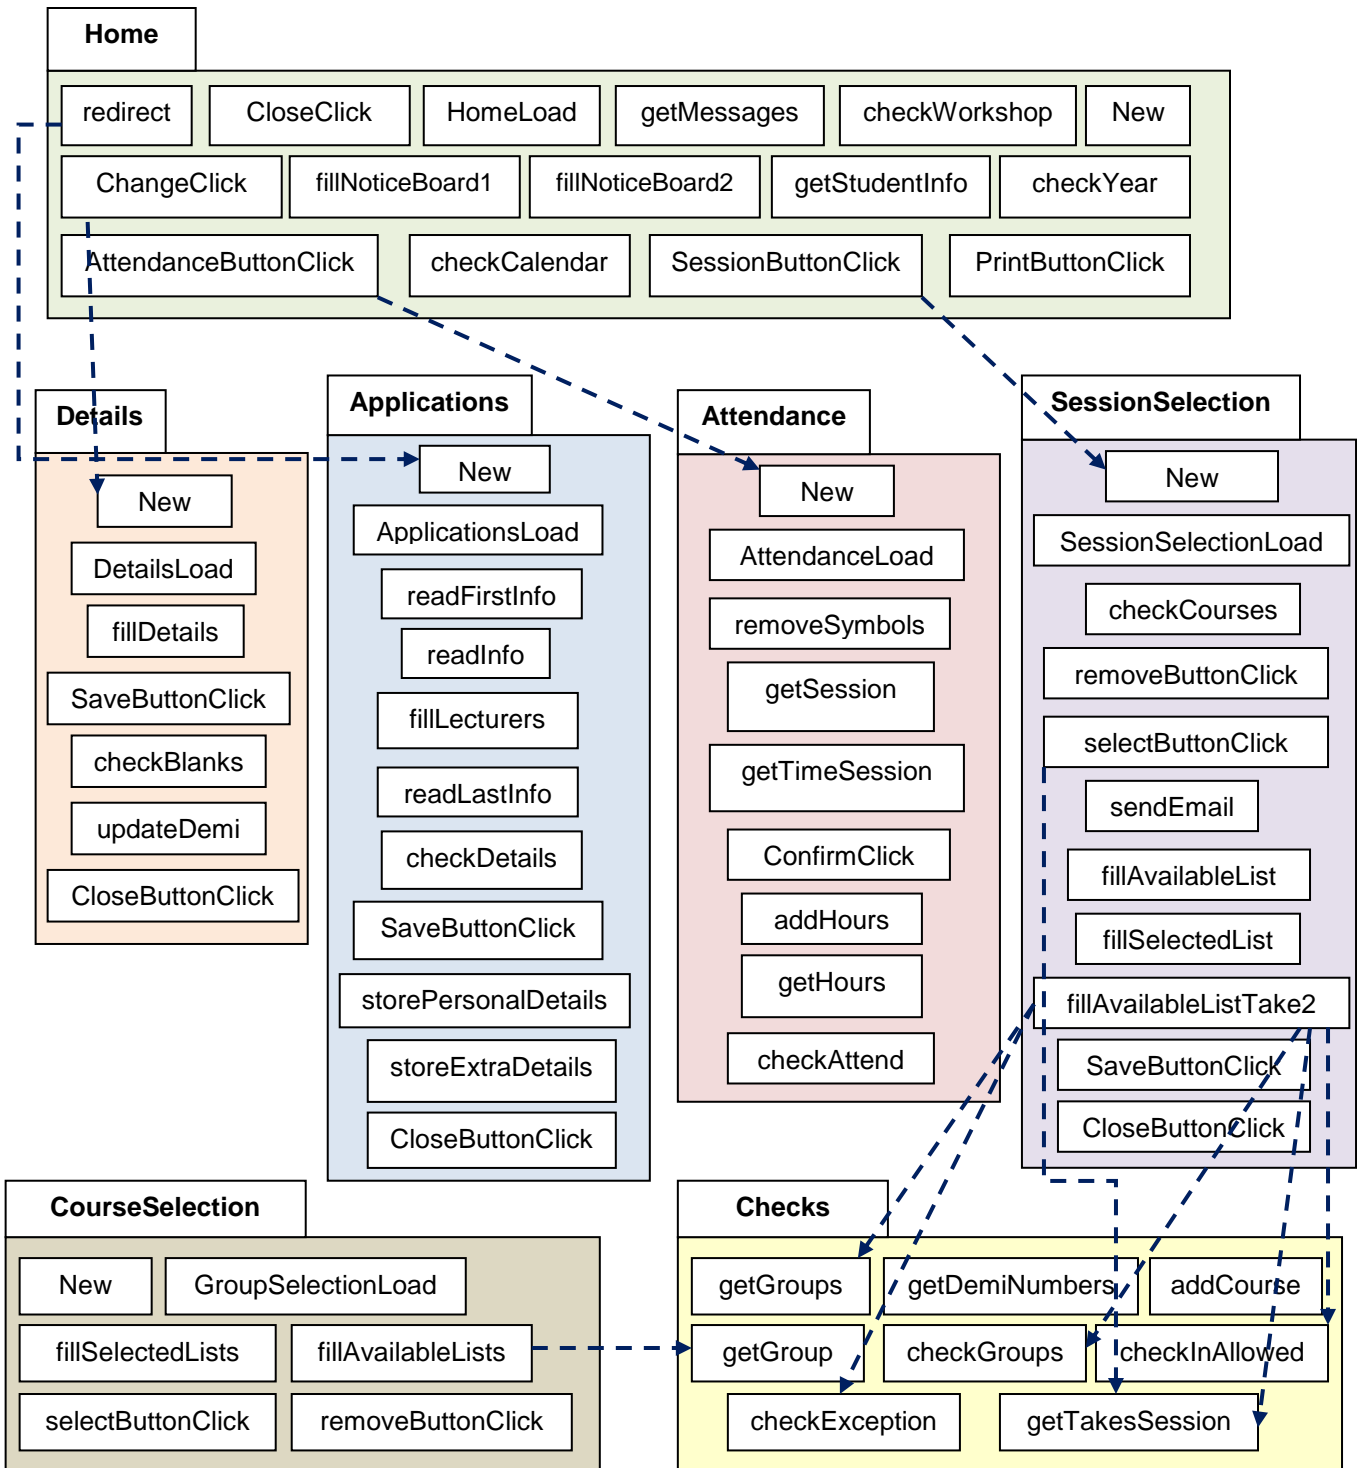 Home
redirect
CloseClick
HomeLoad
getMessages
checkWorkshop
New
ChangeClick
fillNoticeBoard1
fillNoticeBoard2
getStudentInfo
checkYear
AttendanceButtonClick
checkCalendar
SessionButtonClick
PrintButtonClick
Details
New
DetailsLoad
fillDetails
SaveButtonClick
checkBlanks
updateDemi
CloseButtonClick
Applications
New
ApplicationsLoad
readFirstInfo
readInfo
fillLecturers
readLastInfo
checkDetails
SaveButtonClick
storePersonalDetails
storeExtraDetails
CloseButtonClick
Attendance
New
AttendanceLoad
removeSymbols
getSession
getTimeSession
ConfirmClick
addHours
getHours
checkAttend
SessionSelection
New
SessionSelectionLoad
checkCourses
removeButtonClick
selectButtonClick
sendEmail
fillAvailableList
fillSelectedList
fillAvailableListTake2
SaveButtonClick
CloseButtonClick
CourseSelection
New
GroupSelectionLoad
fillSelectedLists
fillAvailableLists
selectButtonClick
removeButtonClick
Checks
getGroups
getDemiNumbers
addCourse
getGroup
checkGroups
checkInAllowed
checkException
getTakesSession